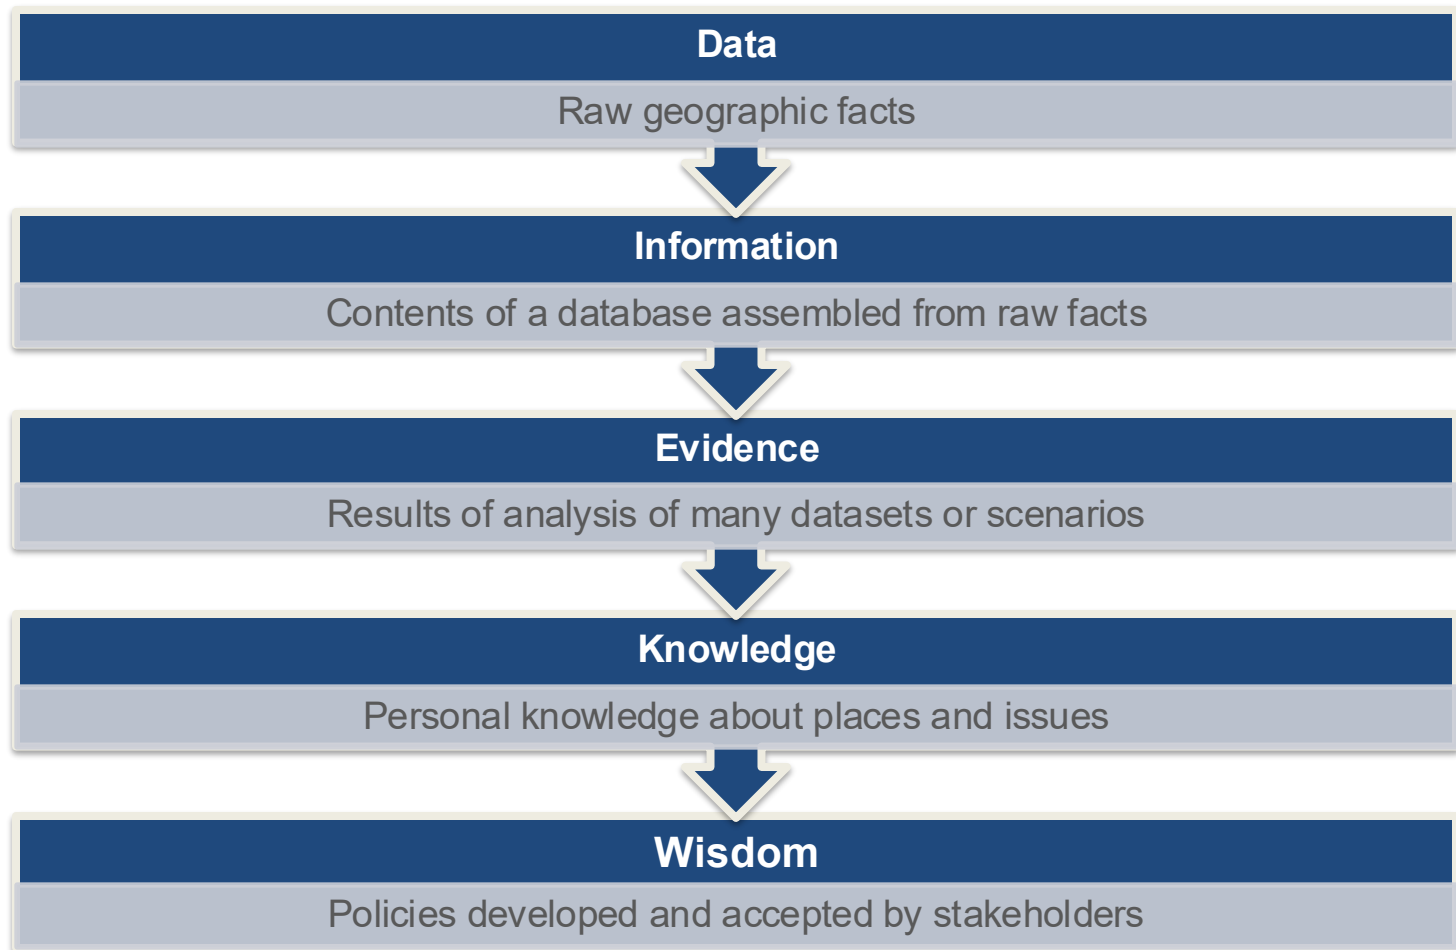 Data
Raw geographic facts
Information
Contents of a database assembled from raw facts
Evidence
Results of analysis of many datasets or scenarios
Knowledge
Personal knowledge about places and issues
Wisdom
Policies developed and accepted by stakeholders